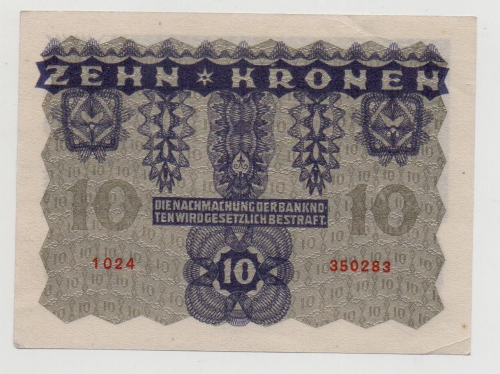 ZEHN * KRONEN
10 10
DIE NACHMACHUNG DER BANKNO-
TEN WIRD GESETZLICH BESTRAFT.
1024 10 350283